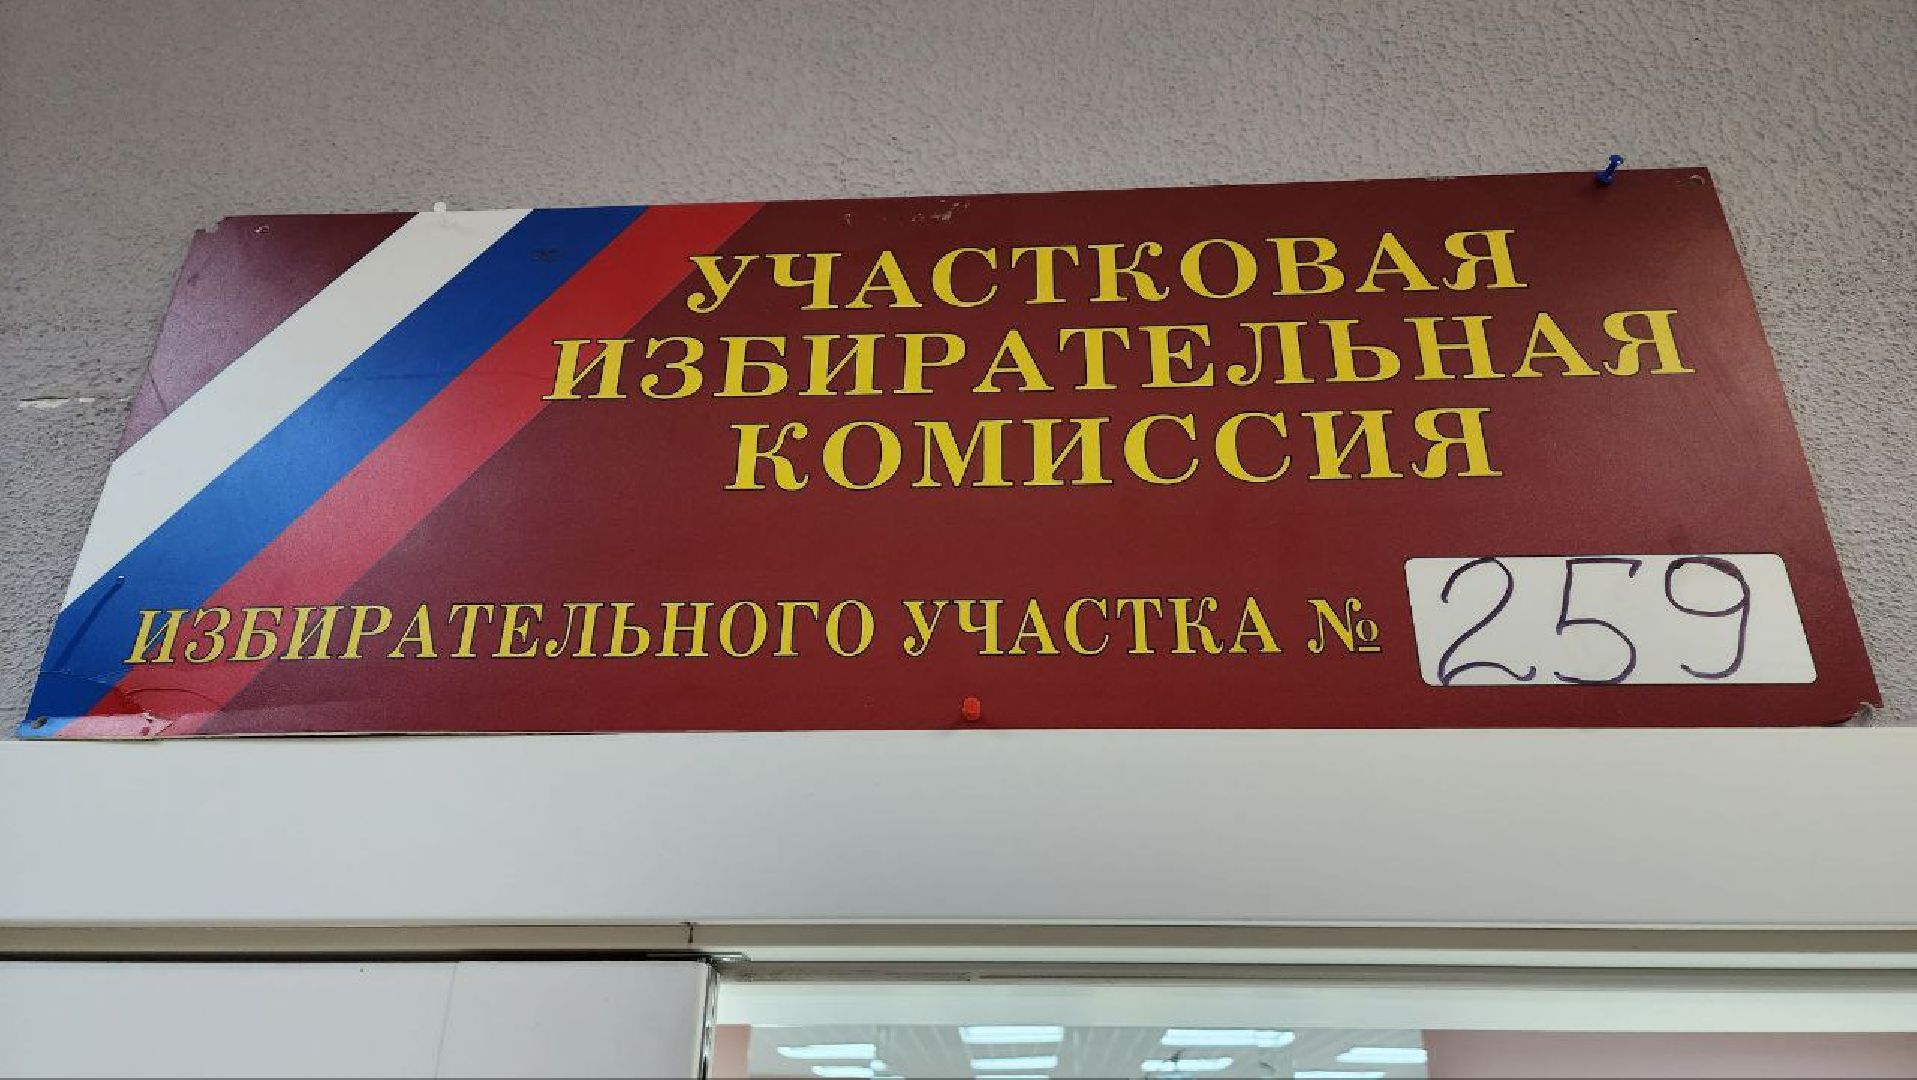 УЧАСТКОВАЯ
ИЗБИРАТЕЛЬНАЯ
КОМИССИЯ
ИЗБИРАТЕЛЬНОГО УЧАСТКА № 259